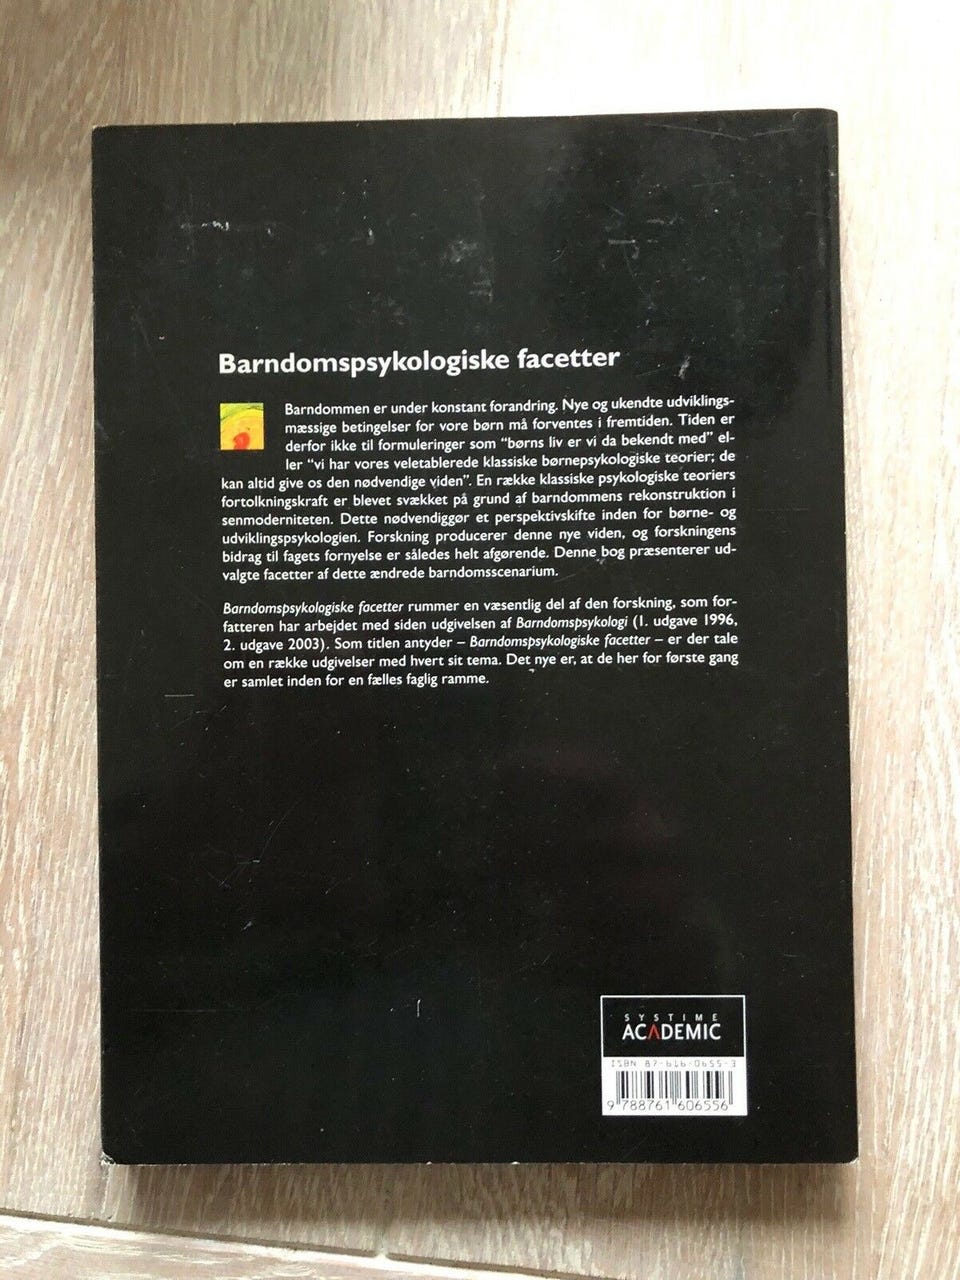 Barndomspsykologiske facetter
Barndommen er under konstant forandring. Nye og ukendte udviklings-
mæssige betingelser for vore børn må forventes i fremtiden. Tiden er
derfor ikke til formuleringer som “børns liv er vi da bekendt med” el-
ler “vi har vores veletablerede klassiske børnepsykologiske teorier; de
kan altid give os den nødvendige viden”. En række klassiske psykologiske teoriers
fortolkningskraft er blevet svækket på grund af barndommens rekonstruktion i
senmoderniteten. Dette nødvendiggør et perspektivskifte inden for børne- og
udviklingspsykologien. Forskning producerer denne nye viden, og forskningens
bidrag til fagets fornyelse er således helt afgørende. Denne bog præsenterer ud-
valgte facetter af dette ændrede barndomsscenarium.
Barndomspsykologiske facetter rummer en væsentlig del af den forskning, som for-
fatteren har arbejdet med siden udgivelsen af Barndomspsykologi (1. udgave 1996,
2. udgave 2003). Som titlen antyder – Barndomspsykologiske facetter – er der tale
om en række udgivelser med hvert sit tema. Det nye er, at de her for første gang
er samlet inden for en fælles faglig ramme.
SYSTIME
ACADEMIC
ISBN 87-616-0655-3
9 788761 606556